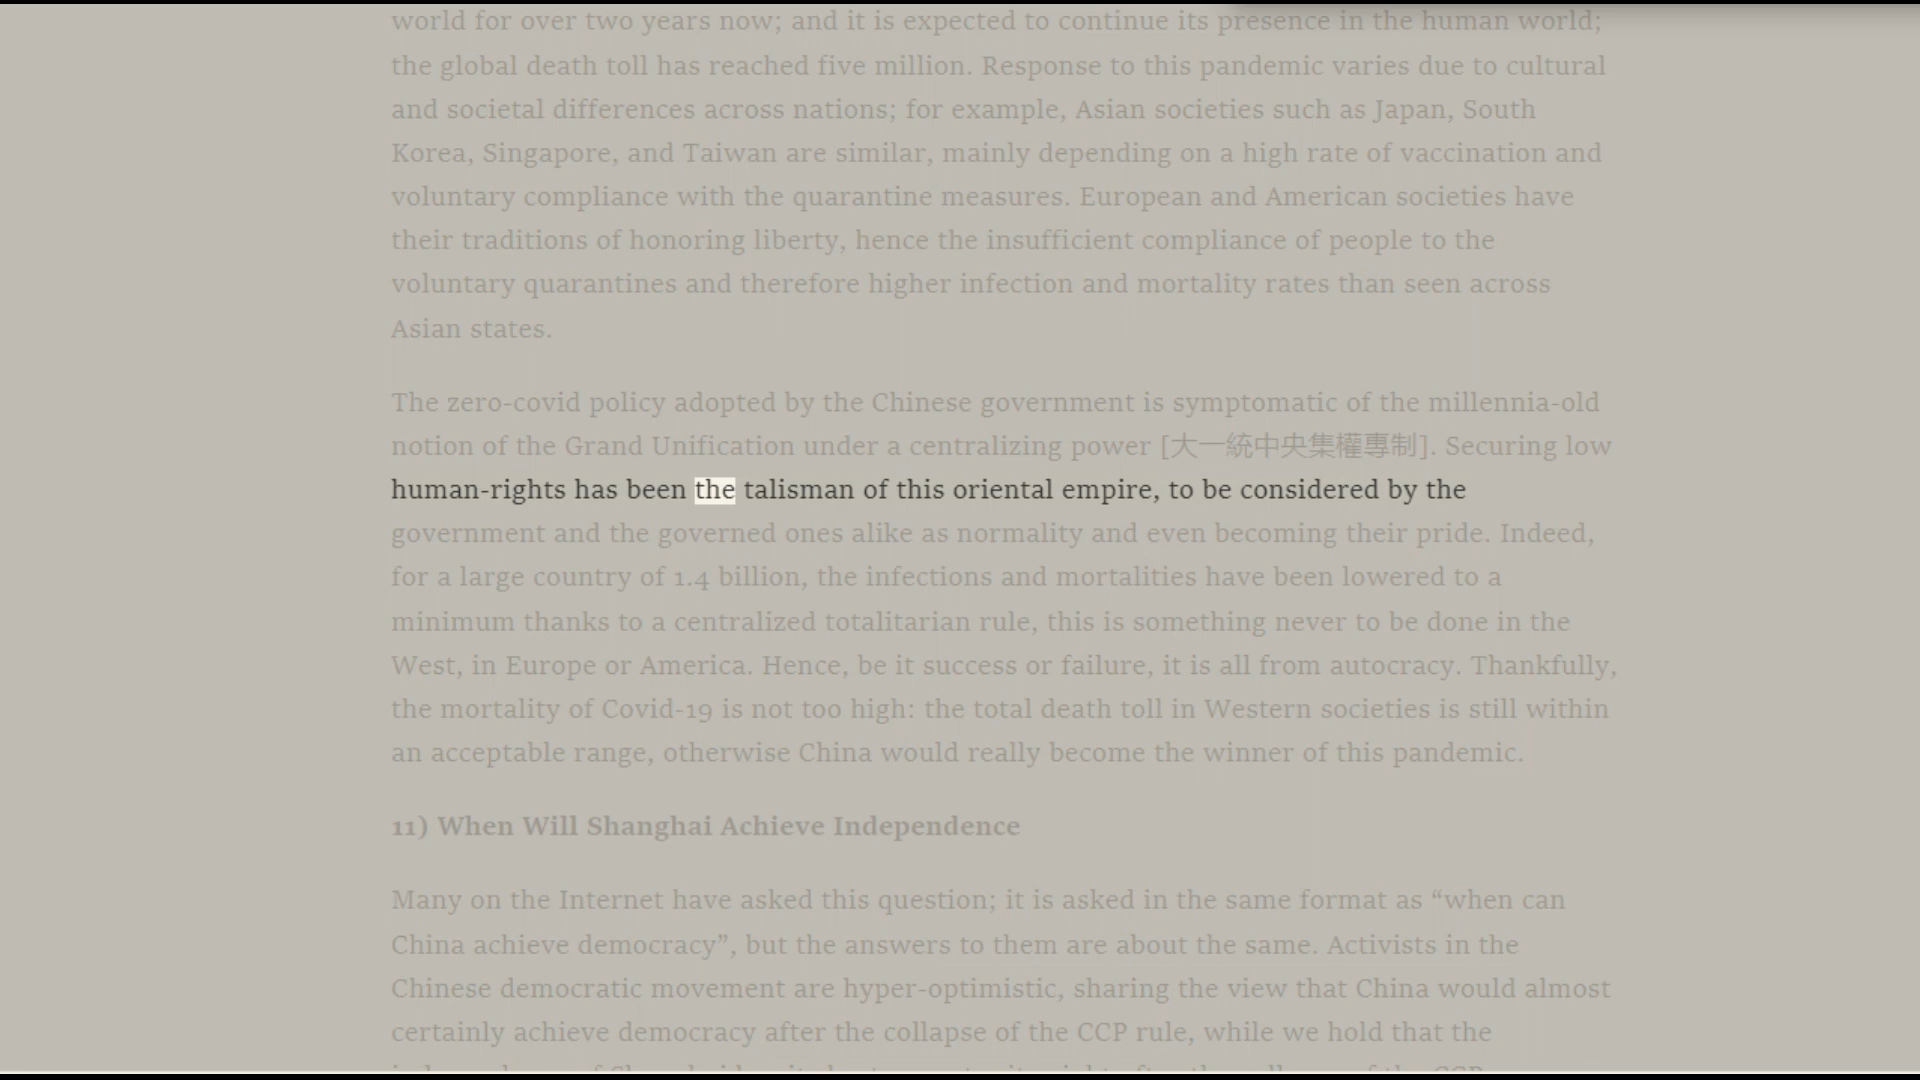 world for over two years now; and it is expected to continue its presence in the human world;
the global death toll has reached five million. Response to this pandemic varies due to cultural
and societal differences across nations; for example, Asian societies such as Japan, South
Korea, Singapore, and Taiwan are similar, mainly depending on a high rate of vaccination and
voluntary compliance with the quarantine measures. European and American societies have
their traditions of honoring liberty, hence the insufficient compliance of people to the
voluntary quarantines and therefore higher infection and mortality rates than seen across
Asian states.
The zero-covid policy adopted by the Chinese government is symptomatic of the millennia-old
notion of the Grand Unification under a centralizing power [大一統中央集權專制]. Securing low
human-rights has been the talisman of this oriental empire, to be considered by the
government and the governed ones alike as normality and even becoming their pride. Indeed,
for a large country of 1.4 billion, the infections and mortalities have been lowered to a
minimum thanks to a centralized totalitarian rule, this is something never to be done in the
West, in Europe or America. Hence, be it success or failure, it is all from autocracy. Thankfully,
the mortality of Covid-19 is not too high: the total death toll in Western societies is still within
an acceptable range, otherwise China would really become the winner of this pandemic.
11) When Will Shanghai Achieve Independence
Many on the Internet have asked this question; it is asked in the same format as “when can
China achieve democracy”, but the answers to them are about the same. Activists in the
Chinese democratic movement are hyper-optimistic, sharing the view that China would almost
certainly achieve democracy after the collapse of the CCP rule, while we hold that the